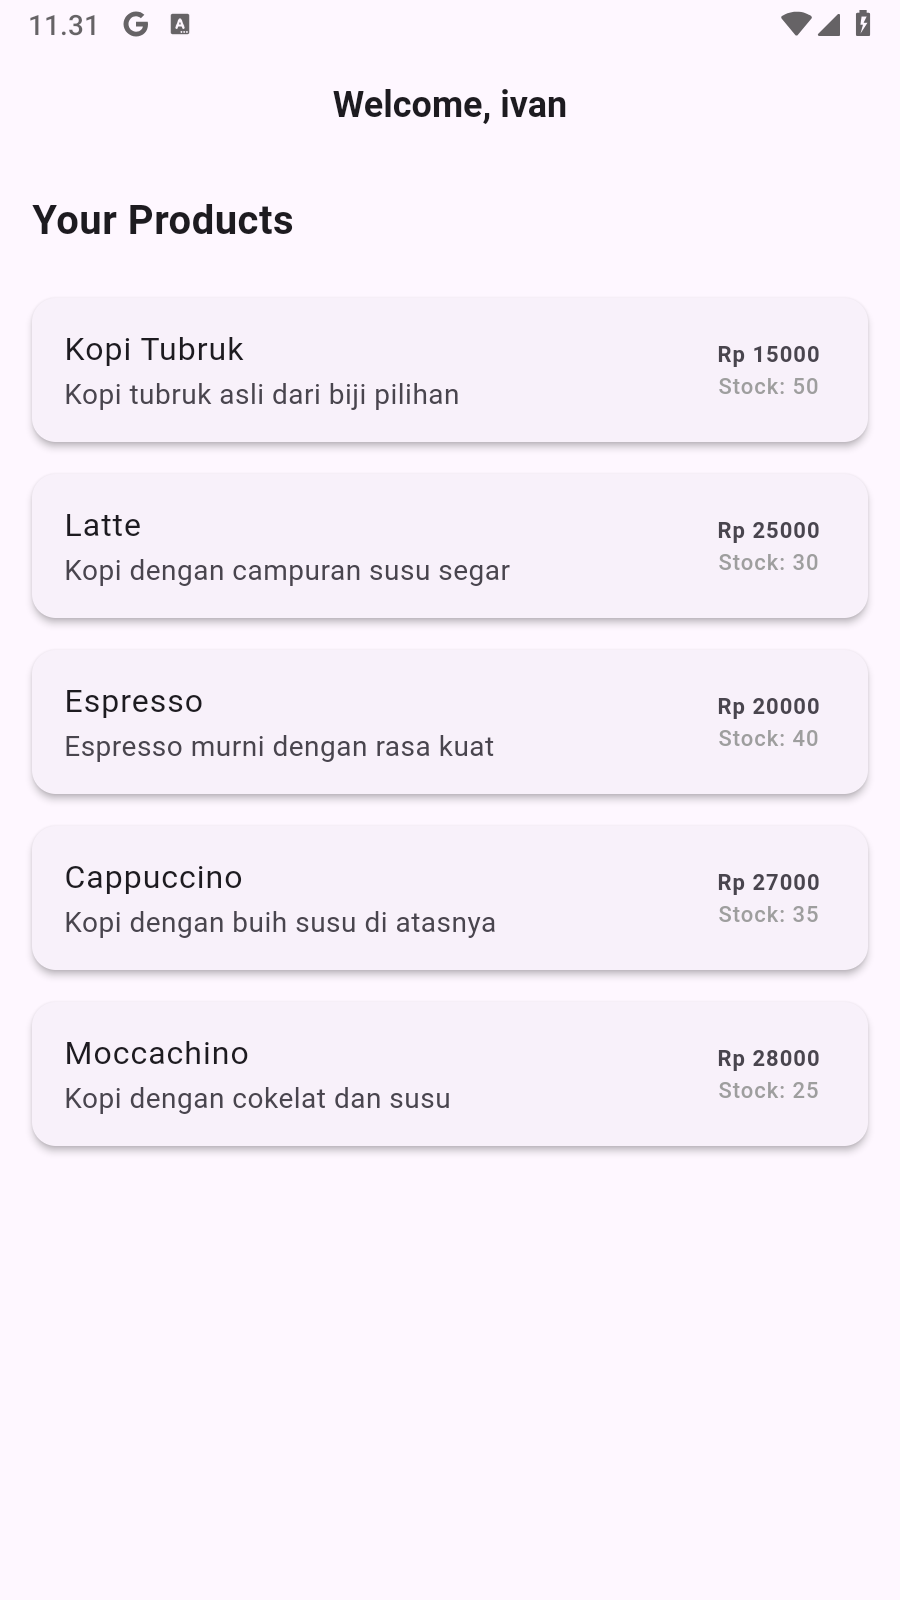 11.31
Welcome, ivan
Your Products
Kopi Tubruk
Kopi tubruk asli dari biji pilihan
Rp 15000
Stock: 50
Latte
Kopi dengan campuran susu segar
Rp 25000
Stock: 30
Espresso
Espresso murni dengan rasa kuat
Rp 20000
Stock: 40
Cappuccino
Kopi dengan buih susu di atasnya
Rp 27000
Stock: 35
Moccachino
Kopi dengan cokelat dan susu
Rp 28000
Stock: 25